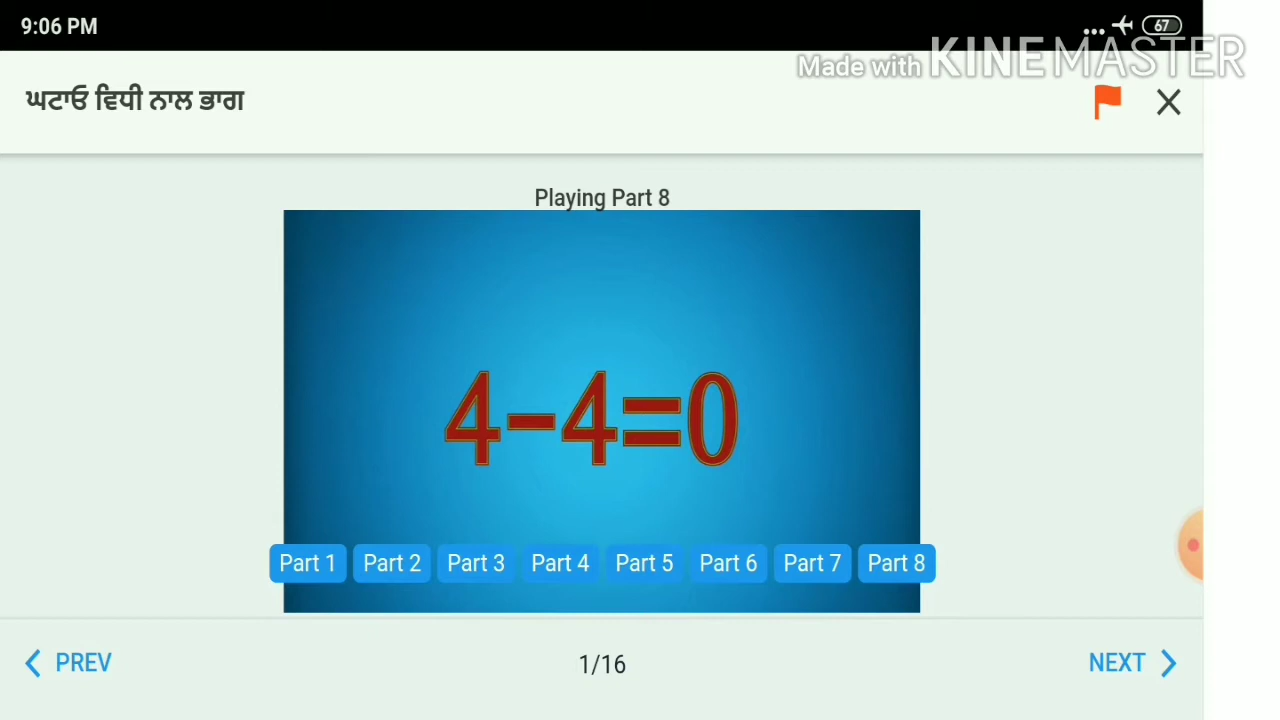 9:06 PM
67
Made with KINEMASTER
ਘਟਾਓ ਵਿਧੀ ਨਾਲ ਭਾਗ
Playing Part 8
4-4=0
Part 1 Part 2 Part 3 Part 4 Part 5 Part 6 Part 7 Part 8
PREV 1/16 NEXT